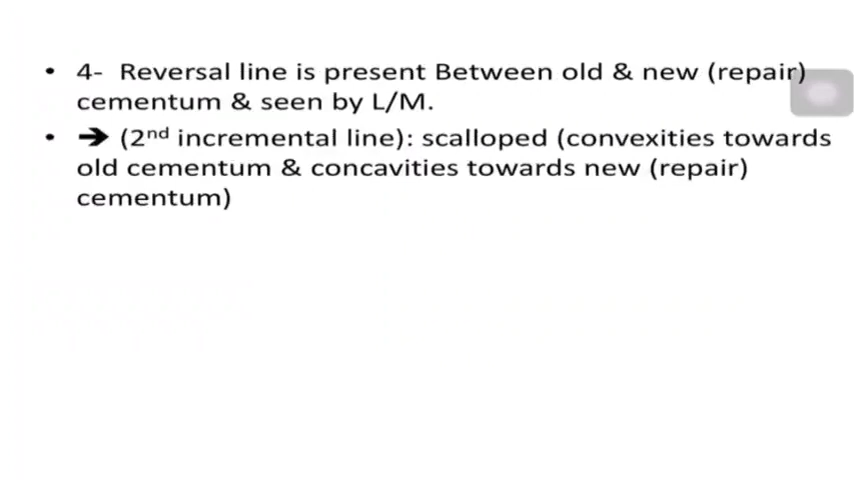 • 4- Reversal line is present Between old & new (repair)
cementum & seen by L/M.
• ➔ (2nd incremental line): scalloped (convexities towards
old cementum & concavities towards new (repair)
cementum)